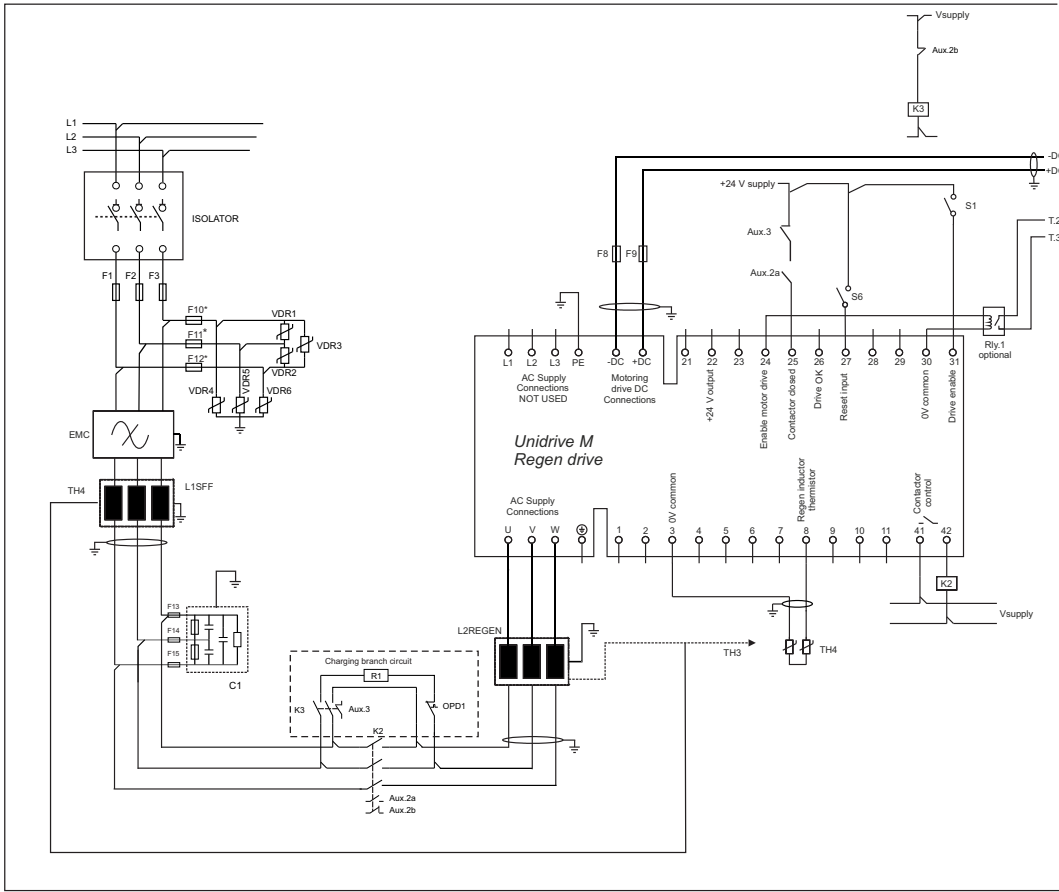 Vsupply
Aux.2b
K3
L1
L2
L3
-D
+D
+24 V supply
S1
ISOLATOR
T.2
T.3
Aux.3
F8 F9
Aux.2a
F1 F2 F3
S6
F10*
VDR1
F11*
VDR3
F12*
VDR2
VDR4
VDR5
VDR6
Rly.1
optional
L1 L2 L3 PE -DC +DC 21 22 23 24 25 26 27 28 29 30 31
AC Supply
Connections
NOT USED
Motoring
drive DC
Connections
+24 V output
Enable motor drive
Contactor closed
Drive OK
Reset input
0V common
Drive enable
EMC
Unidrive M
Regen drive
TH4
L1SFF
AC Supply
Connections
0V common
Regen inductor
thermistor
Contactor
control
U V W 1 2 3 4 5 6 7 8 9 10 11 41 42
K2
Vsupply
F13
F14
F15
C1
L2REGEN
TH3
TH4
Charging branch circuit
R1
K3
Aux.3
OPD1
K2
Aux.2a
Aux.2b